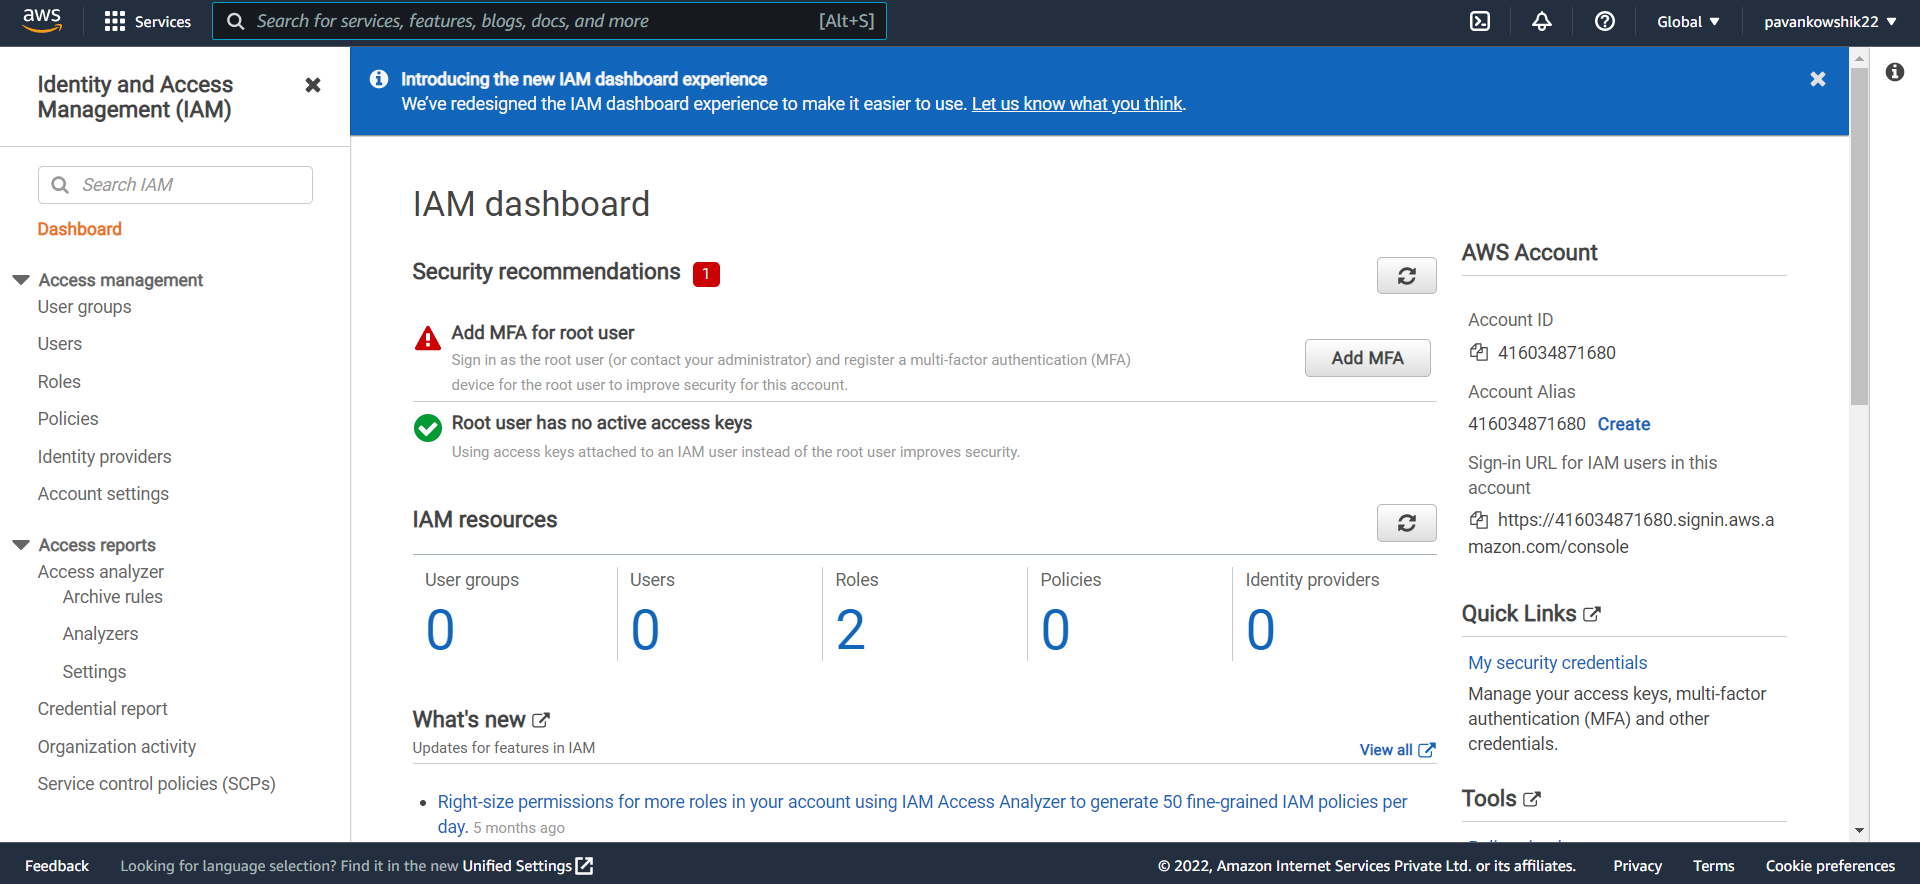 aws
Services
Search for services, features, blogs, docs, and more
[Alt+S]
Global
pavankowshik22
Identity and Access
Management (IAM)
Search IAM
Dashboard
Access management
User groups
Users
Roles
Policies
Identity providers
Account settings
Access reports
Access analyzer
Archive rules
Analyzers
Settings
Credential report
Organization activity
Service control policies (SCPs)
Introducing the new IAM dashboard experience
We've redesigned the IAM dashboard experience to make it easier to use. Let us know what you think.
IAM dashboard
Security recommendations 1
Add MFA for root user
Sign in as the root user (or contact your administrator) and register a multi-factor authentication (MFA)
device for the root user to improve security for this account.
Add MFA
Root user has no active access keys
Using access keys attached to an IAM user instead of the root user improves security.
IAM resources
User groups
0
Users
0
Roles
2
Policies
0
Identity providers
0
What's new
Updates for features in IAM
View all
Right-size permissions for more roles in your account using IAM Access Analyzer to generate 50 fine-grained IAM policies per
day. 5 months ago
AWS Account
Account ID
416034871680
Account Alias
416034871680 Create
Sign-in URL for IAM users in this
account
https://416034871680.signin.aws.a
mazon.com/console
Quick Links
My security credentials
Manage your access keys, multi-factor
authentication (MFA) and other
credentials.
Tools
Feedback
Looking for language selection? Find it in the new Unified Settings
© 2022, Amazon Internet Services Private Ltd. or its affiliates.
Privacy
Terms
Cookie preferences